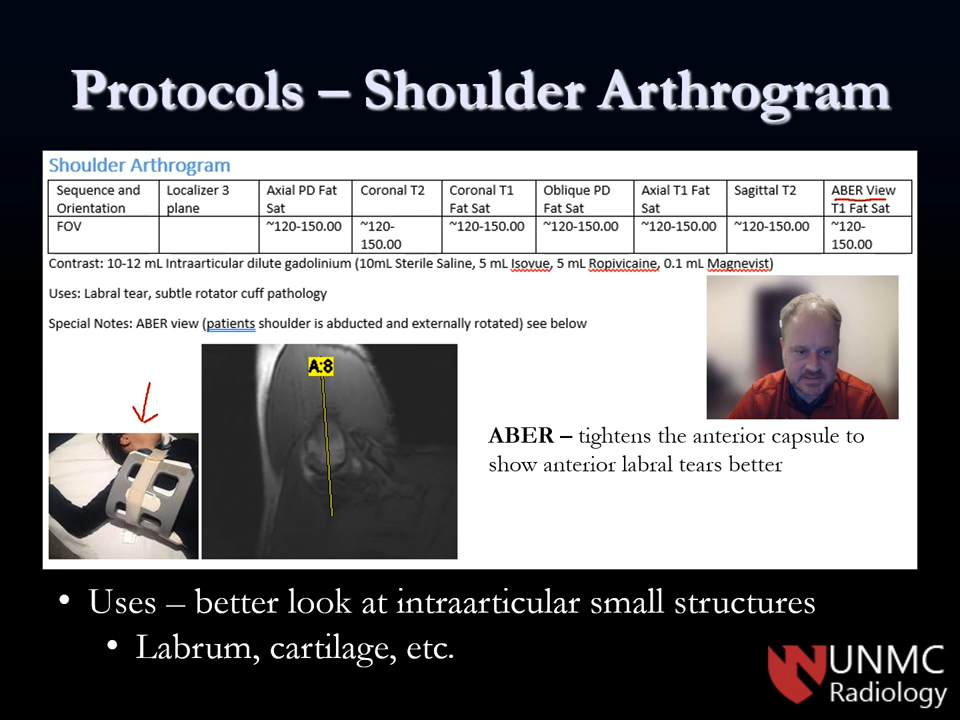 Protocols – Shoulder Arthrogram
Shoulder Arthrogram
Sequence and Orientation | Localizer 3 plane | Axial PD Fat Sat | Coronal T2 | Coronal T1 Fat Sat | Oblique PD Fat Sat | Axial T1 Fat Sat | Sagittal T2 | ABER View T1 Fat Sat
FOV | | ~120-150.00 | ~120-150.00 | ~120-150.00 | ~120-150.00 | ~120-150.00 | ~120-150.00 | ~120-150.00
Contrast: 10-12 mL Intraarticular dilute gadolinium (10mL Sterile Saline, 5 mL Isovue, 5 mL Ropivicaine, 0.1 mL Magnevist)
Uses: Labral tear, subtle rotator cuff pathology
Special Notes: ABER view (patients shoulder is abducted and externally rotated) see below
A:8
ABER – tightens the anterior capsule to
show anterior labral tears better
• Uses – better look at intraarticular small structures
• Labrum, cartilage, etc.
UNMC
Radiology